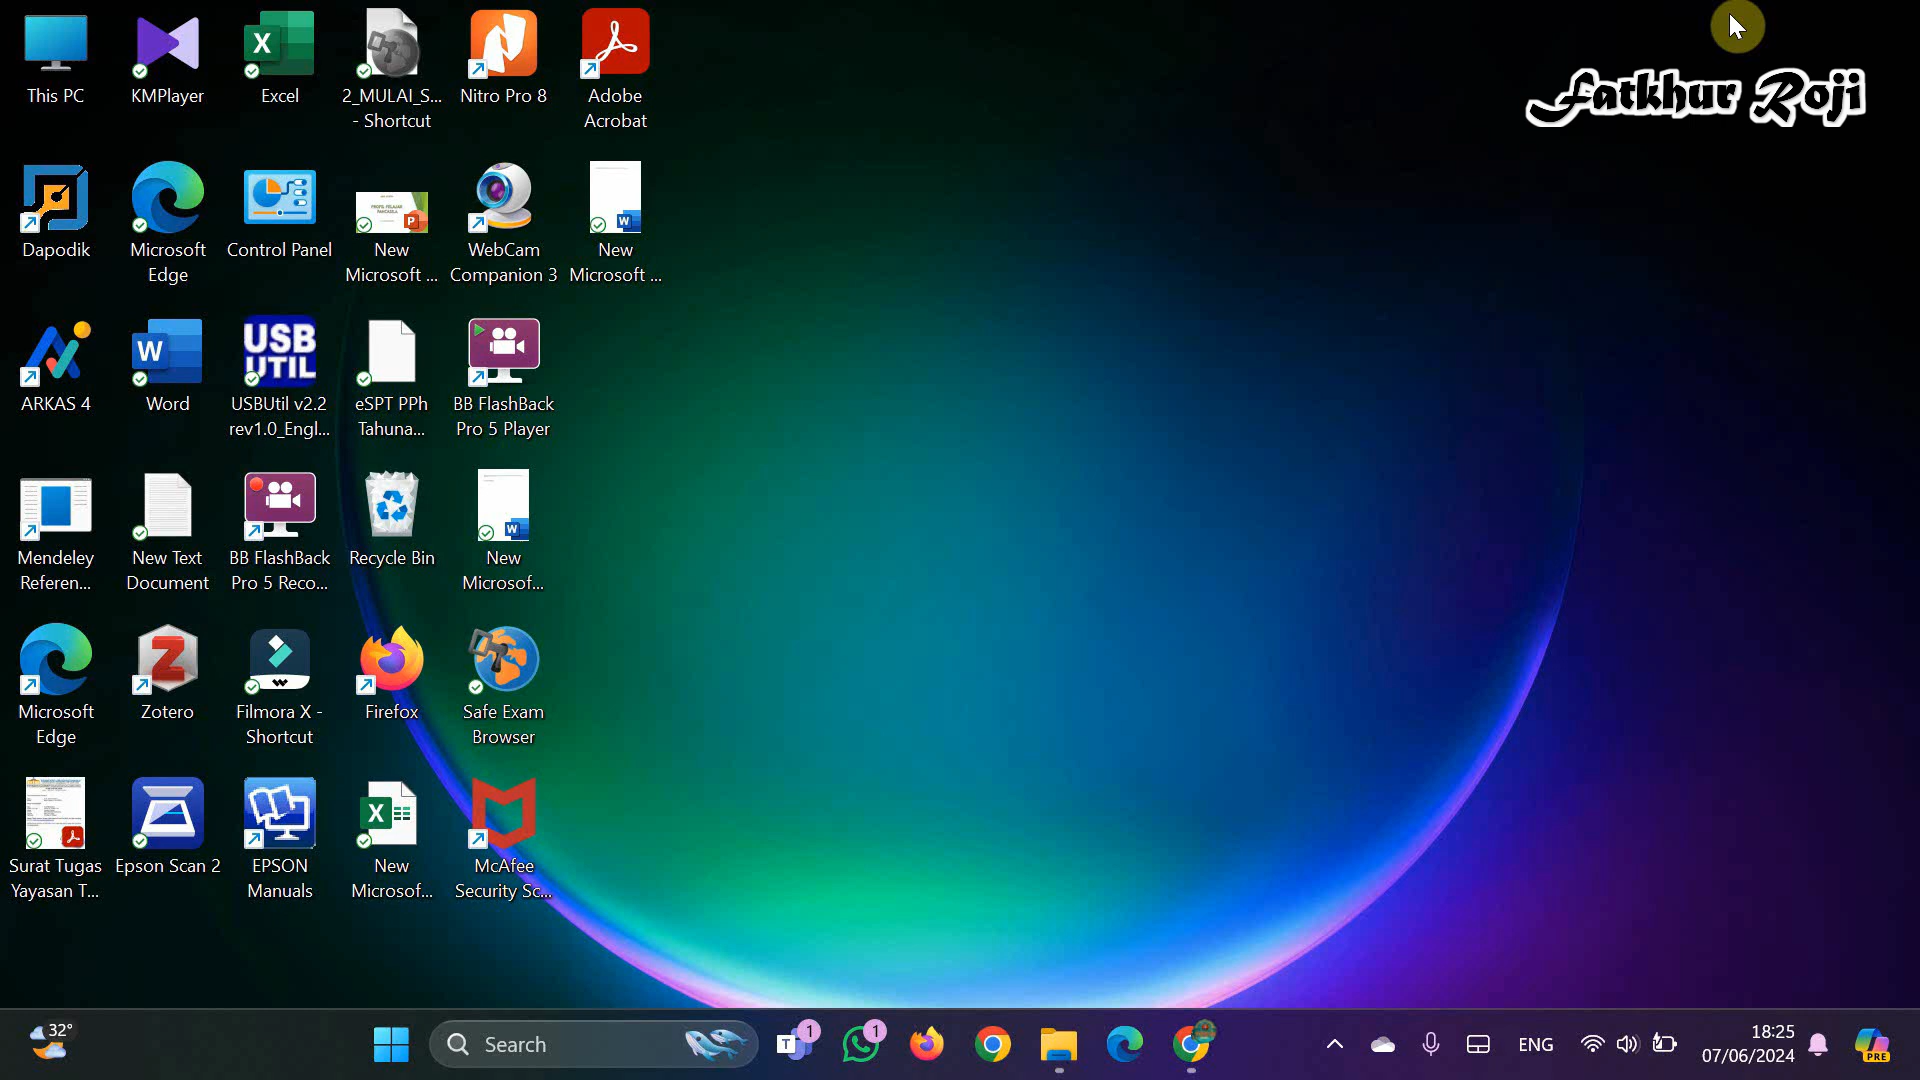 This PC
KMPlayer
Excel
2_MULAI_S...
- Shortcut
Nitro Pro 8
Adobe
Acrobat
Fatkhur Roji
Dapodik
Microsoft
Edge
Control Panel
New
Microsoft ...
WebCam
Companion 3
New
Microsoft ...
ARKAS 4
Word
USB
UTIL
USBUtil v2.2
rev1.0_Engl...
eSPT PPh
Tahuna...
BB FlashBack
Pro 5 Player
Mendeley
Referen...
New Text
Document
BB FlashBack
Pro 5 Reco...
Recycle Bin
New
Microsof...
Microsoft
Edge
Zotero
Filmora X -
Shortcut
Firefox
Safe Exam
Browser
Surat Tugas
Yayasan T...
Epson Scan 2
EPSON
Manuals
New
Microsof...
McAfee
Security Sc...
32°
Search
1
1
ENG
18:25
07/06/2024
PRE